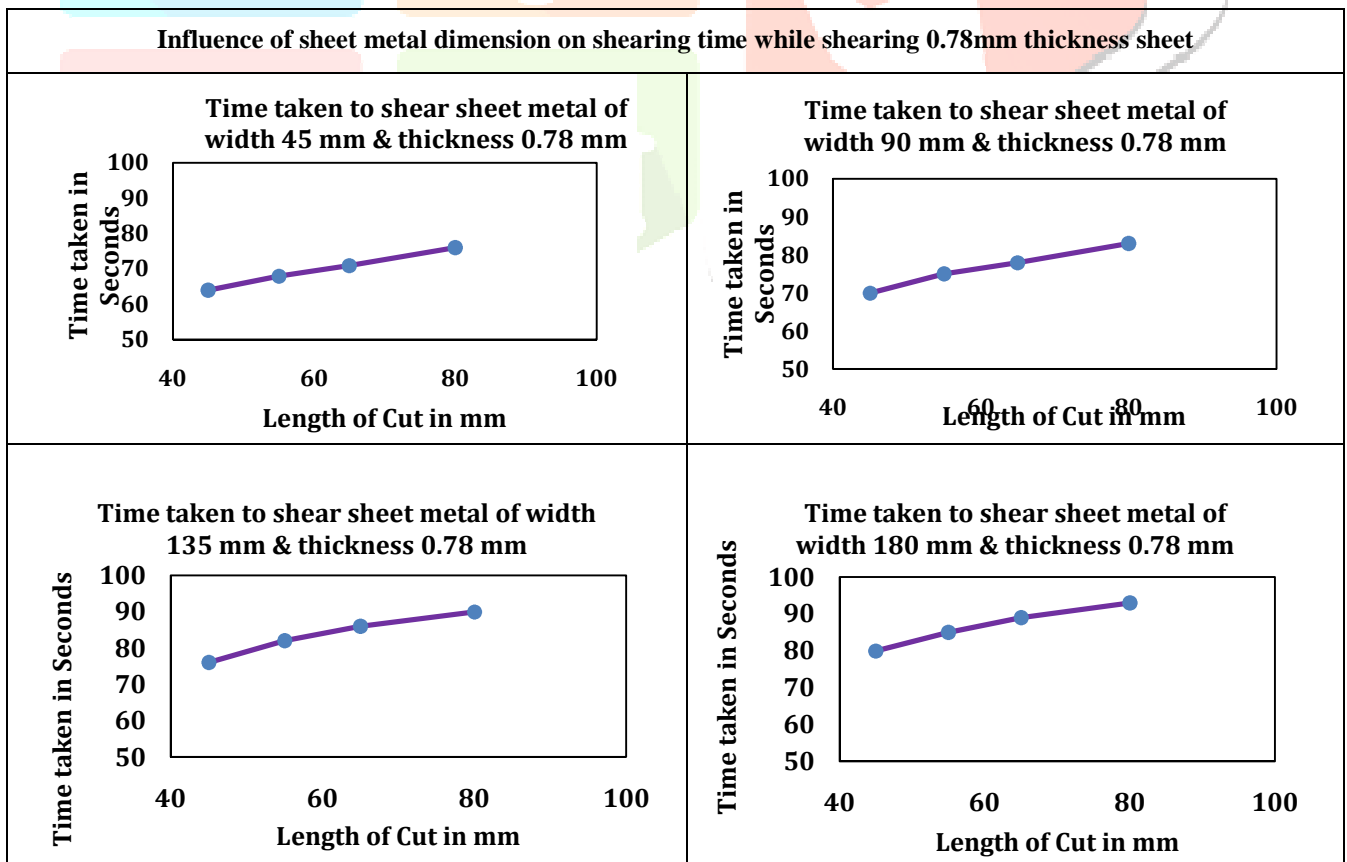 Influence of sheet metal dimension on shearing time while shearing 0.78mm thickness sheet
Time taken to shear sheet metal of
width 45 mm & thickness 0.78 mm
Time taken in
Seconds
100
90
80
70
60
50
40 60 80 100
Length of Cut in mm
Time taken to shear sheet metal of
width 90 mm & thickness 0.78 mm
Time taken in
Seconds
100
90
80
70
60
50
40 60 80 100
Length of Cut in mm
Time taken to shear sheet metal of width
135 mm & thickness 0.78 mm
Time taken in Seconds
100
90
80
70
60
50
40 60 80 100
Length of Cut in mm
Time taken to shear sheet metal of
width 180 mm & thickness 0.78 mm
Time taken in Seconds
100
90
80
70
60
50
40 60 80 100
Length of Cut in mm